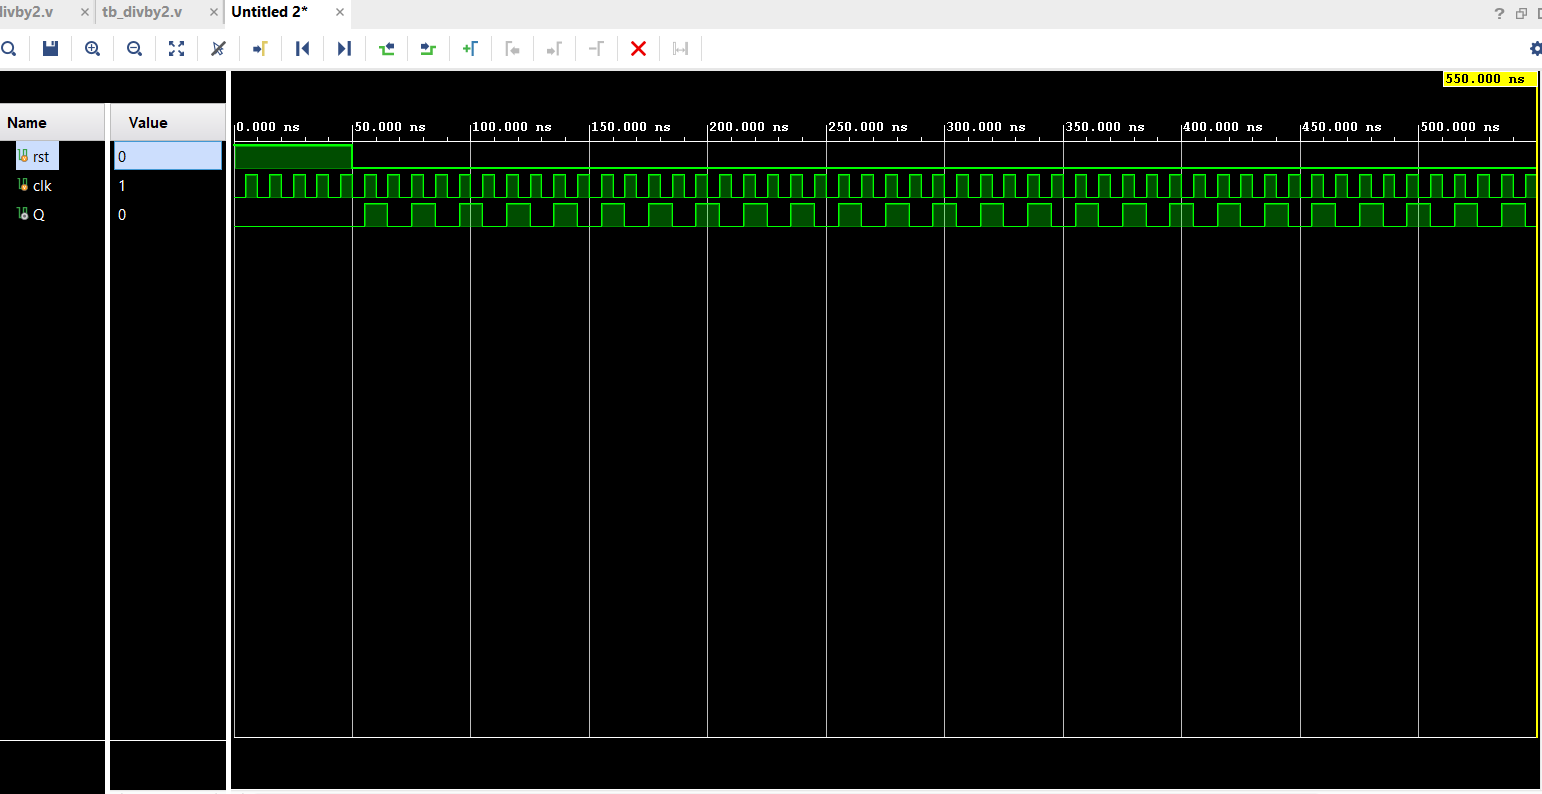 livby2.v × tb_divby2.v × Untitled 2* ×
?
550.000 ns
Name Value
0.000 ns 50.000 ns 100.000 ns 150.000 ns 200.000 ns 250.000 ns 300.000 ns 350.000 ns 400.000 ns 450.000 ns 500.000 ns
rst 0
clk 1
Q 0